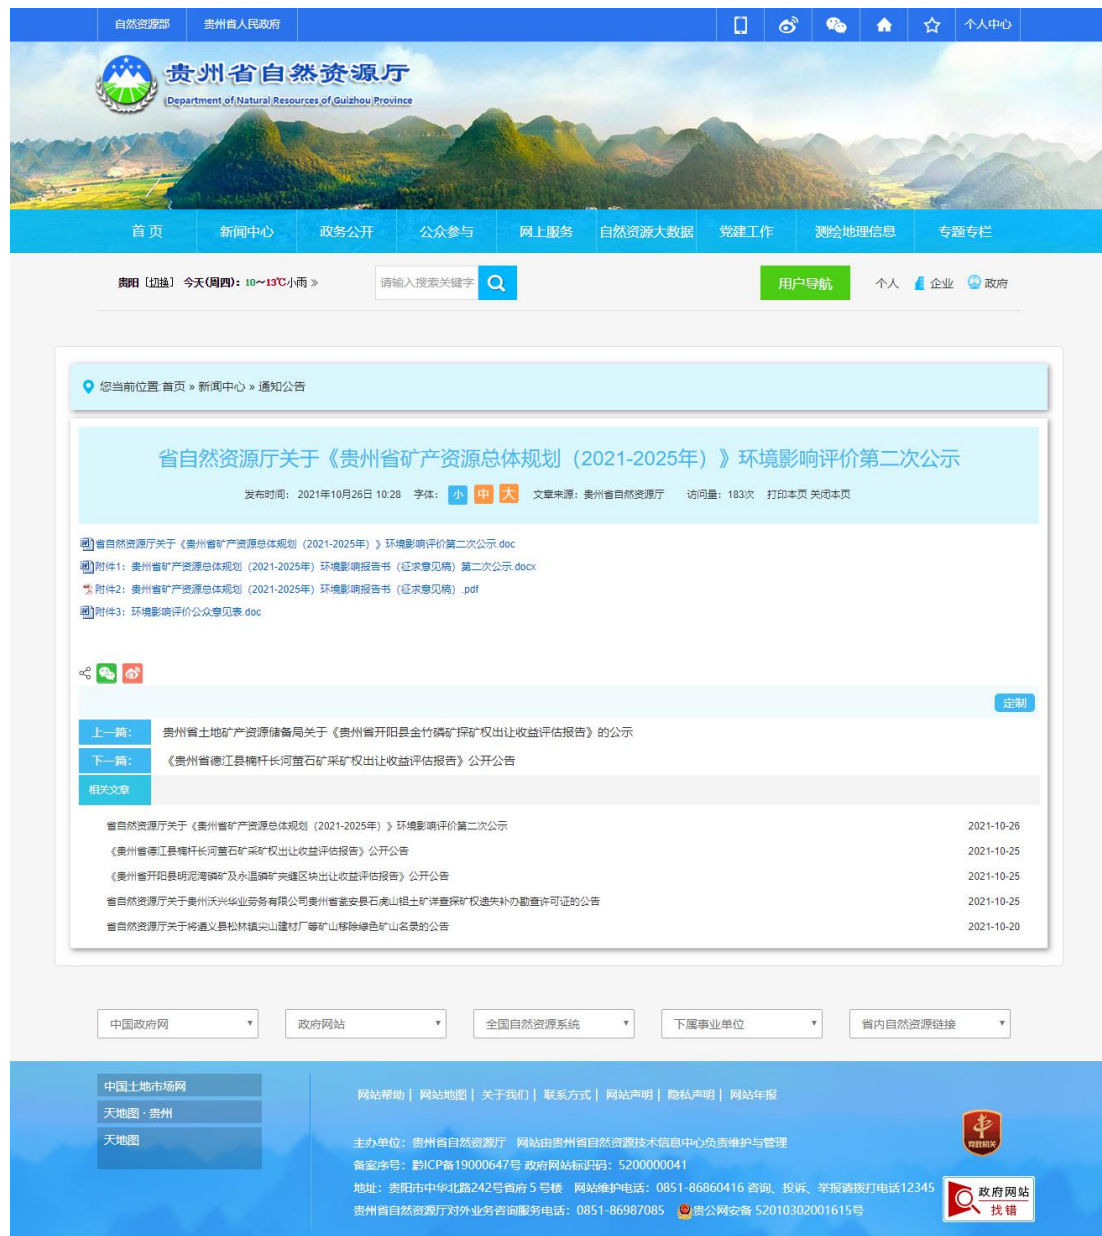 自然资源部 贵州省人民政府 个人中心
贵州省自然资源厅
Department of Natural Resources of Guizhou Province
首页 新闻中心 政务公开 公众参与 网上服务 自然资源大数据 党建工作 测绘地理信息 专题专栏
贵阳 [切换] 今天(周四): 10~13℃小雨 » 请输入搜索关键字 用户导航 个人 企业 政府
您当前位置:首页 » 新闻中心 » 通知公告
省自然资源厅关于《贵州省矿产资源总体规划（2021-2025年）》环境影响评价第二次公示
发布时间： 2021年10月26日 10:28 字体： 小 中 大 文章来源：贵州省自然资源厅 访问量：183次 打印本页 关闭本页
省自然资源厅关于《贵州省矿产资源总体规划（2021-2025年）》环境影响评价第二次公示.doc
附件1：贵州省矿产资源总体规划（2021-2025年）环境影响报告书（征求意见稿）第二次公示.docx
附件2：贵州省矿产资源总体规划（2021-2025年）环境影响报告书（征求意见稿）.pdf
附件3：环境影响评价公众意见表.doc
定制
上一篇： 贵州省土地矿产资源储备局关于《贵州省开阳县金竹磷矿探矿权出让收益评估报告》的公示
下一篇： 《贵州省德江县楠杆长河萤石矿采矿权出让收益评估报告》公开公告
相关文章
省自然资源厅关于《贵州省矿产资源总体规划（2021-2025年）》环境影响评价第二次公示 2021-10-26
《贵州省德江县楠杆长河萤石矿采矿权出让收益评估报告》公开公告 2021-10-25
《贵州省开阳县明泥湾磷矿及永温磷矿夹缝区块出让收益评估报告》公开公告 2021-10-25
省自然资源厅关于贵州沃兴华业劳务有限公司贵州省瓮安县石虎山铝土矿详查探矿权遗失补办勘查许可证的公告 2021-10-25
省自然资源厅关于将遵义县松林镇尖山建材厂等矿山移除绿色矿山名录的公告 2021-10-20
中国政府网 政府网站 全国自然资源系统 下属事业单位 省内自然资源链接
中国土地市场网
天地图 · 贵州
天地图
网站帮助 | 网站地图 | 关于我们 | 联系方式 | 网站声明 | 隐私声明 | 网站年报
主办单位：贵州省自然资源厅 网站由贵州省自然资源技术信息中心负责维护与管理
备案序号：黔ICP备19000647号 政府网站标识码：5200000041
地址：贵阳市中华北路242号省府5号楼 网站维护电话：0851-86860416 咨询、投诉、举报请拨打电话12345
贵州省自然资源厅对外业务咨询服务电话：0851-86987085 贵公网安备 52010302001615号
党政机关
政府网站
找错